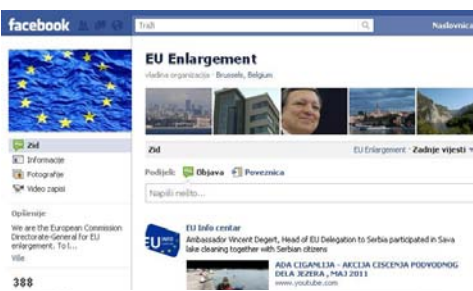 facebook
Traži
Naslovnica
EU Enlargement
vladina organizacija · Brussels, Belgium
Zid
Informacije
Fotografije
Video zapisi
Zid
EU Enlargement · Zadnje vijesti
Podijeli: Objava Poveznica
Napiši nešto...
Opširnije
We are the European Commission
Directorate-General for EU
enlargement. To l...
Više
388
EU INFO
EU Info centar
Ambassador Vincent Degert, Head of EU Delegation to Serbia participated in Sava
lake cleaning together with Serbian citizens
ADA CIGANLIJA - AKCIJA CISCENJA PODVODNOG
DELA JEZERA , MAJ 2011
www.youtube.com